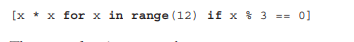 [x * x for x in range(12) if x % 3 == 0]